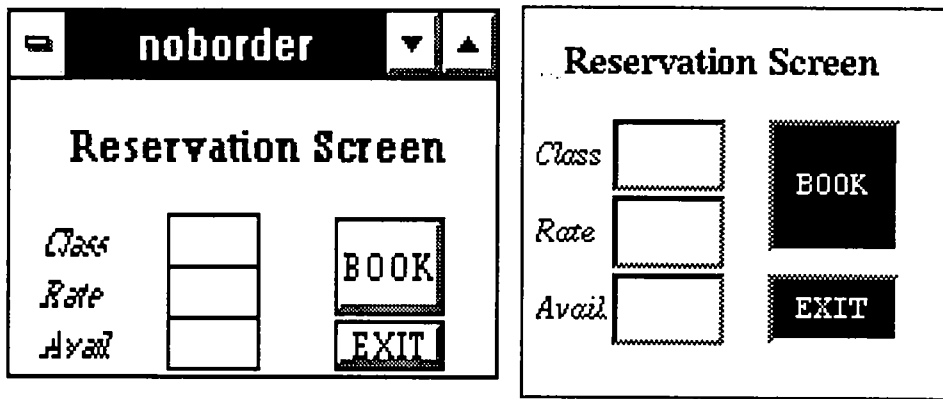 noborder
Reservation Screen
Class
Rate
Avail
BOOK
EXIT
Reservation Screen
Class
Rate
Avail
BOOK
EXIT